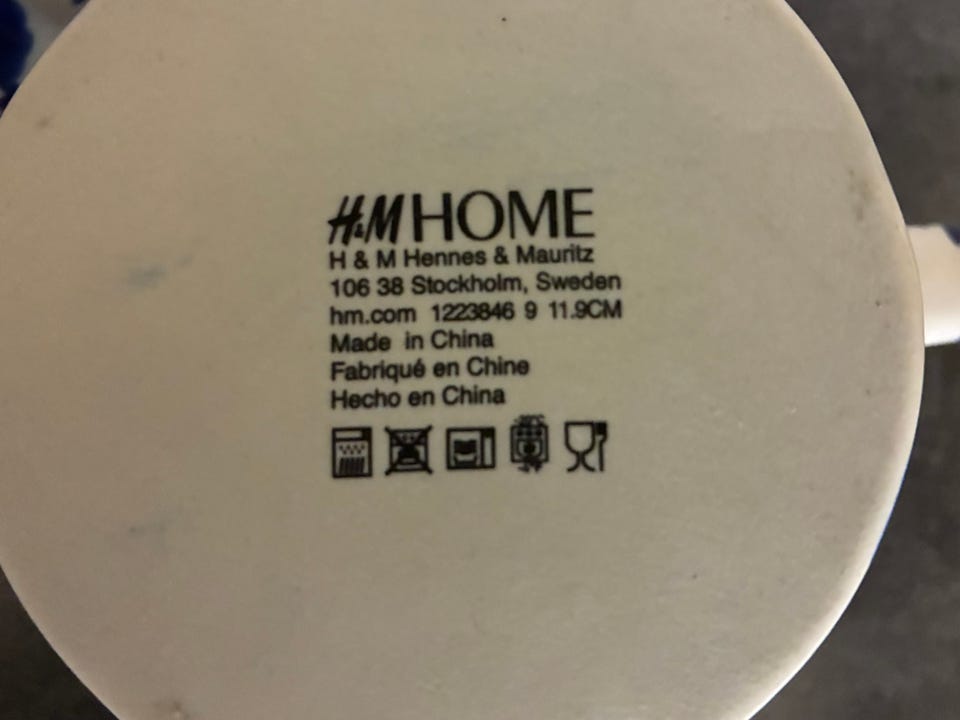 H&M HOME
H & M Hennes & Mauritz
106 38 Stockholm, Sweden
hm.com 1223846 9 11.9CM
Made in China
Fabriqué en Chine
Hecho en China